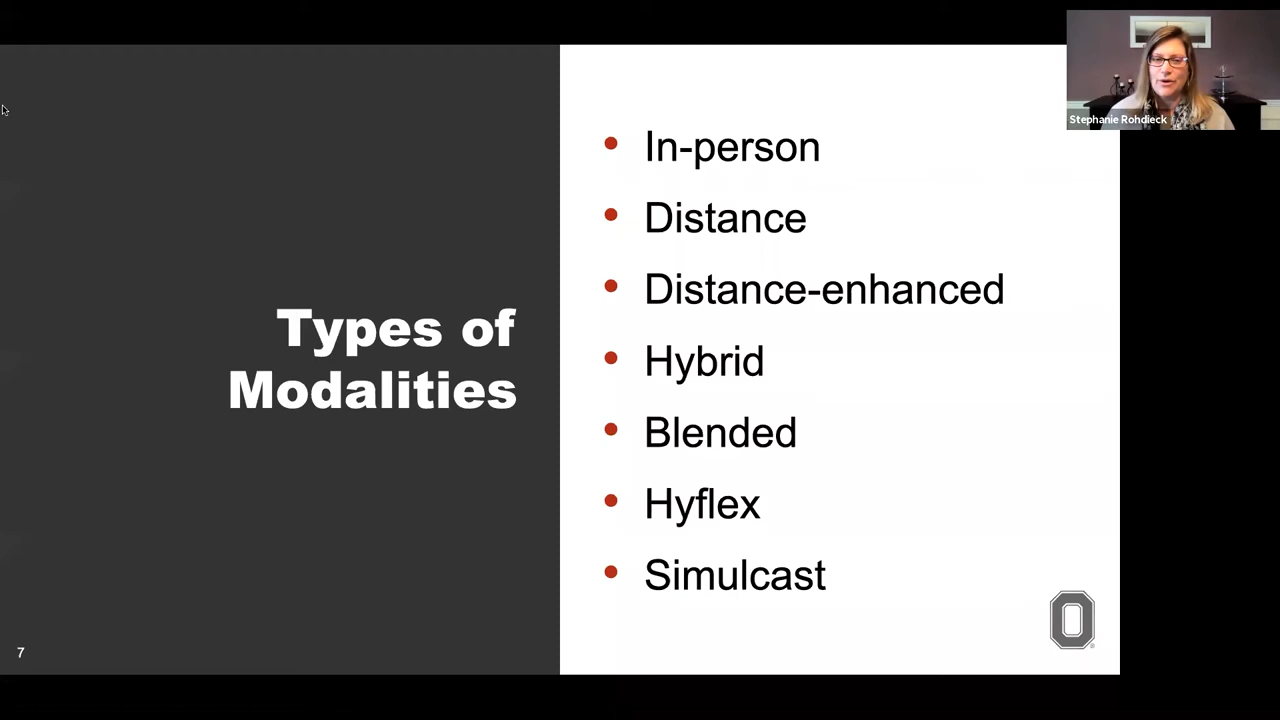 Stephanie Rohdieck
Types of
Modalities
• In-person
• Distance
• Distance-enhanced
• Hybrid
• Blended
• Hyflex
• Simulcast
O
7